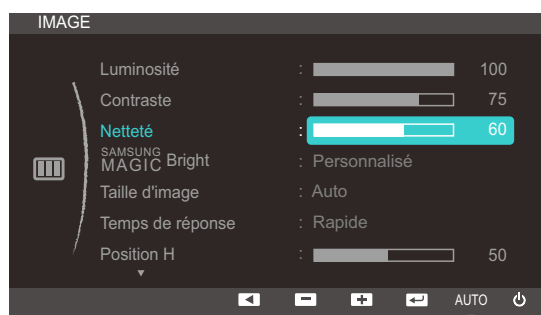 IMAGE
Luminosité : 100
Contraste : 75
Netteté : 60
SAMSUNG MAGIC Bright : Personnalisé
Taille d'image : Auto
Temps de réponse : Rapide
Position H : 50
AUTO